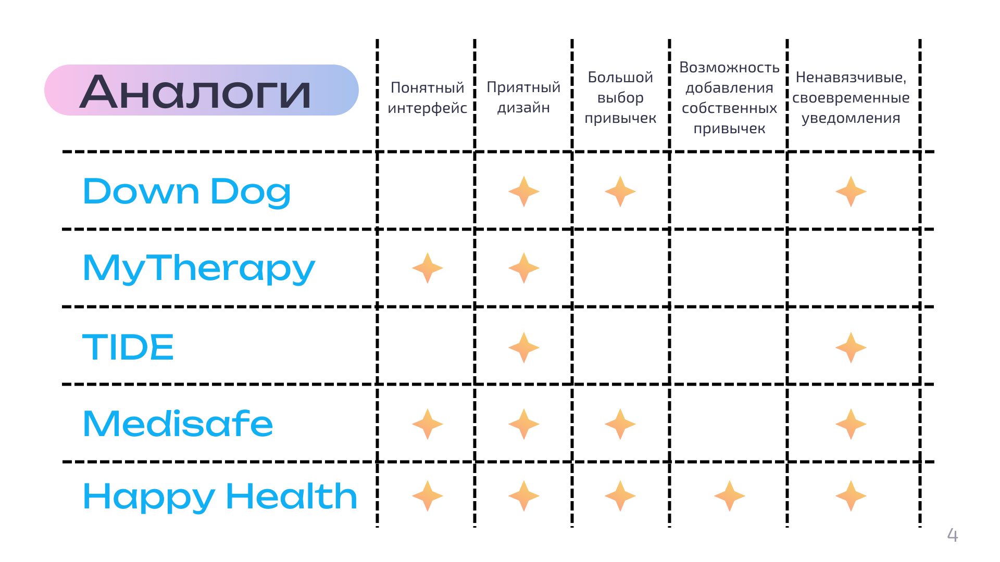 Аналоги
Понятный
интерфейс
Приятный
дизайн
Большой
выбор
привычек
Возможность
добавления
собственных
привычек
Ненавязчивые,
своевременные
уведомления
Down Dog
MyTherapy
TIDE
Medisafe
Happy Health
4